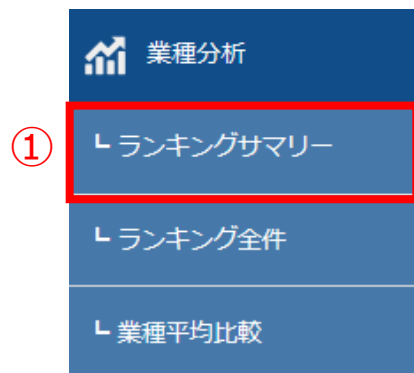 業種分析
①
┗ ランキングサマリー
┗ ランキング全件
┗ 業種平均比較